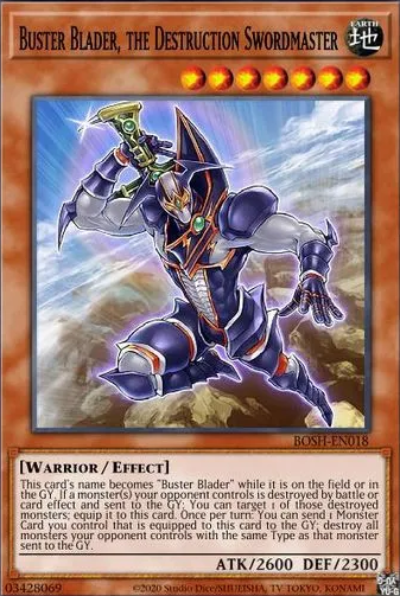 Buster Blader, the Destruction Swordmaster
EARTH
地
BOSH-EN018
[Warrior / Effect]
This card's name becomes "Buster Blader" while it is on the field or in
the GY. If a monster(s) your opponent controls is destroyed by battle or
card effect and sent to the GY: You can target 1 of those destroyed
monsters; equip it to this card. Once per turn: You can send 1 Monster
Card you control that is equipped to this card to the GY; destroy all
monsters your opponent controls with the same Type as that monster
sent to the GY.
ATK/2600 DEF/2300
03428069
©2020 Studio Dice/SHUEISHA, TV TOKYO, KONAMI